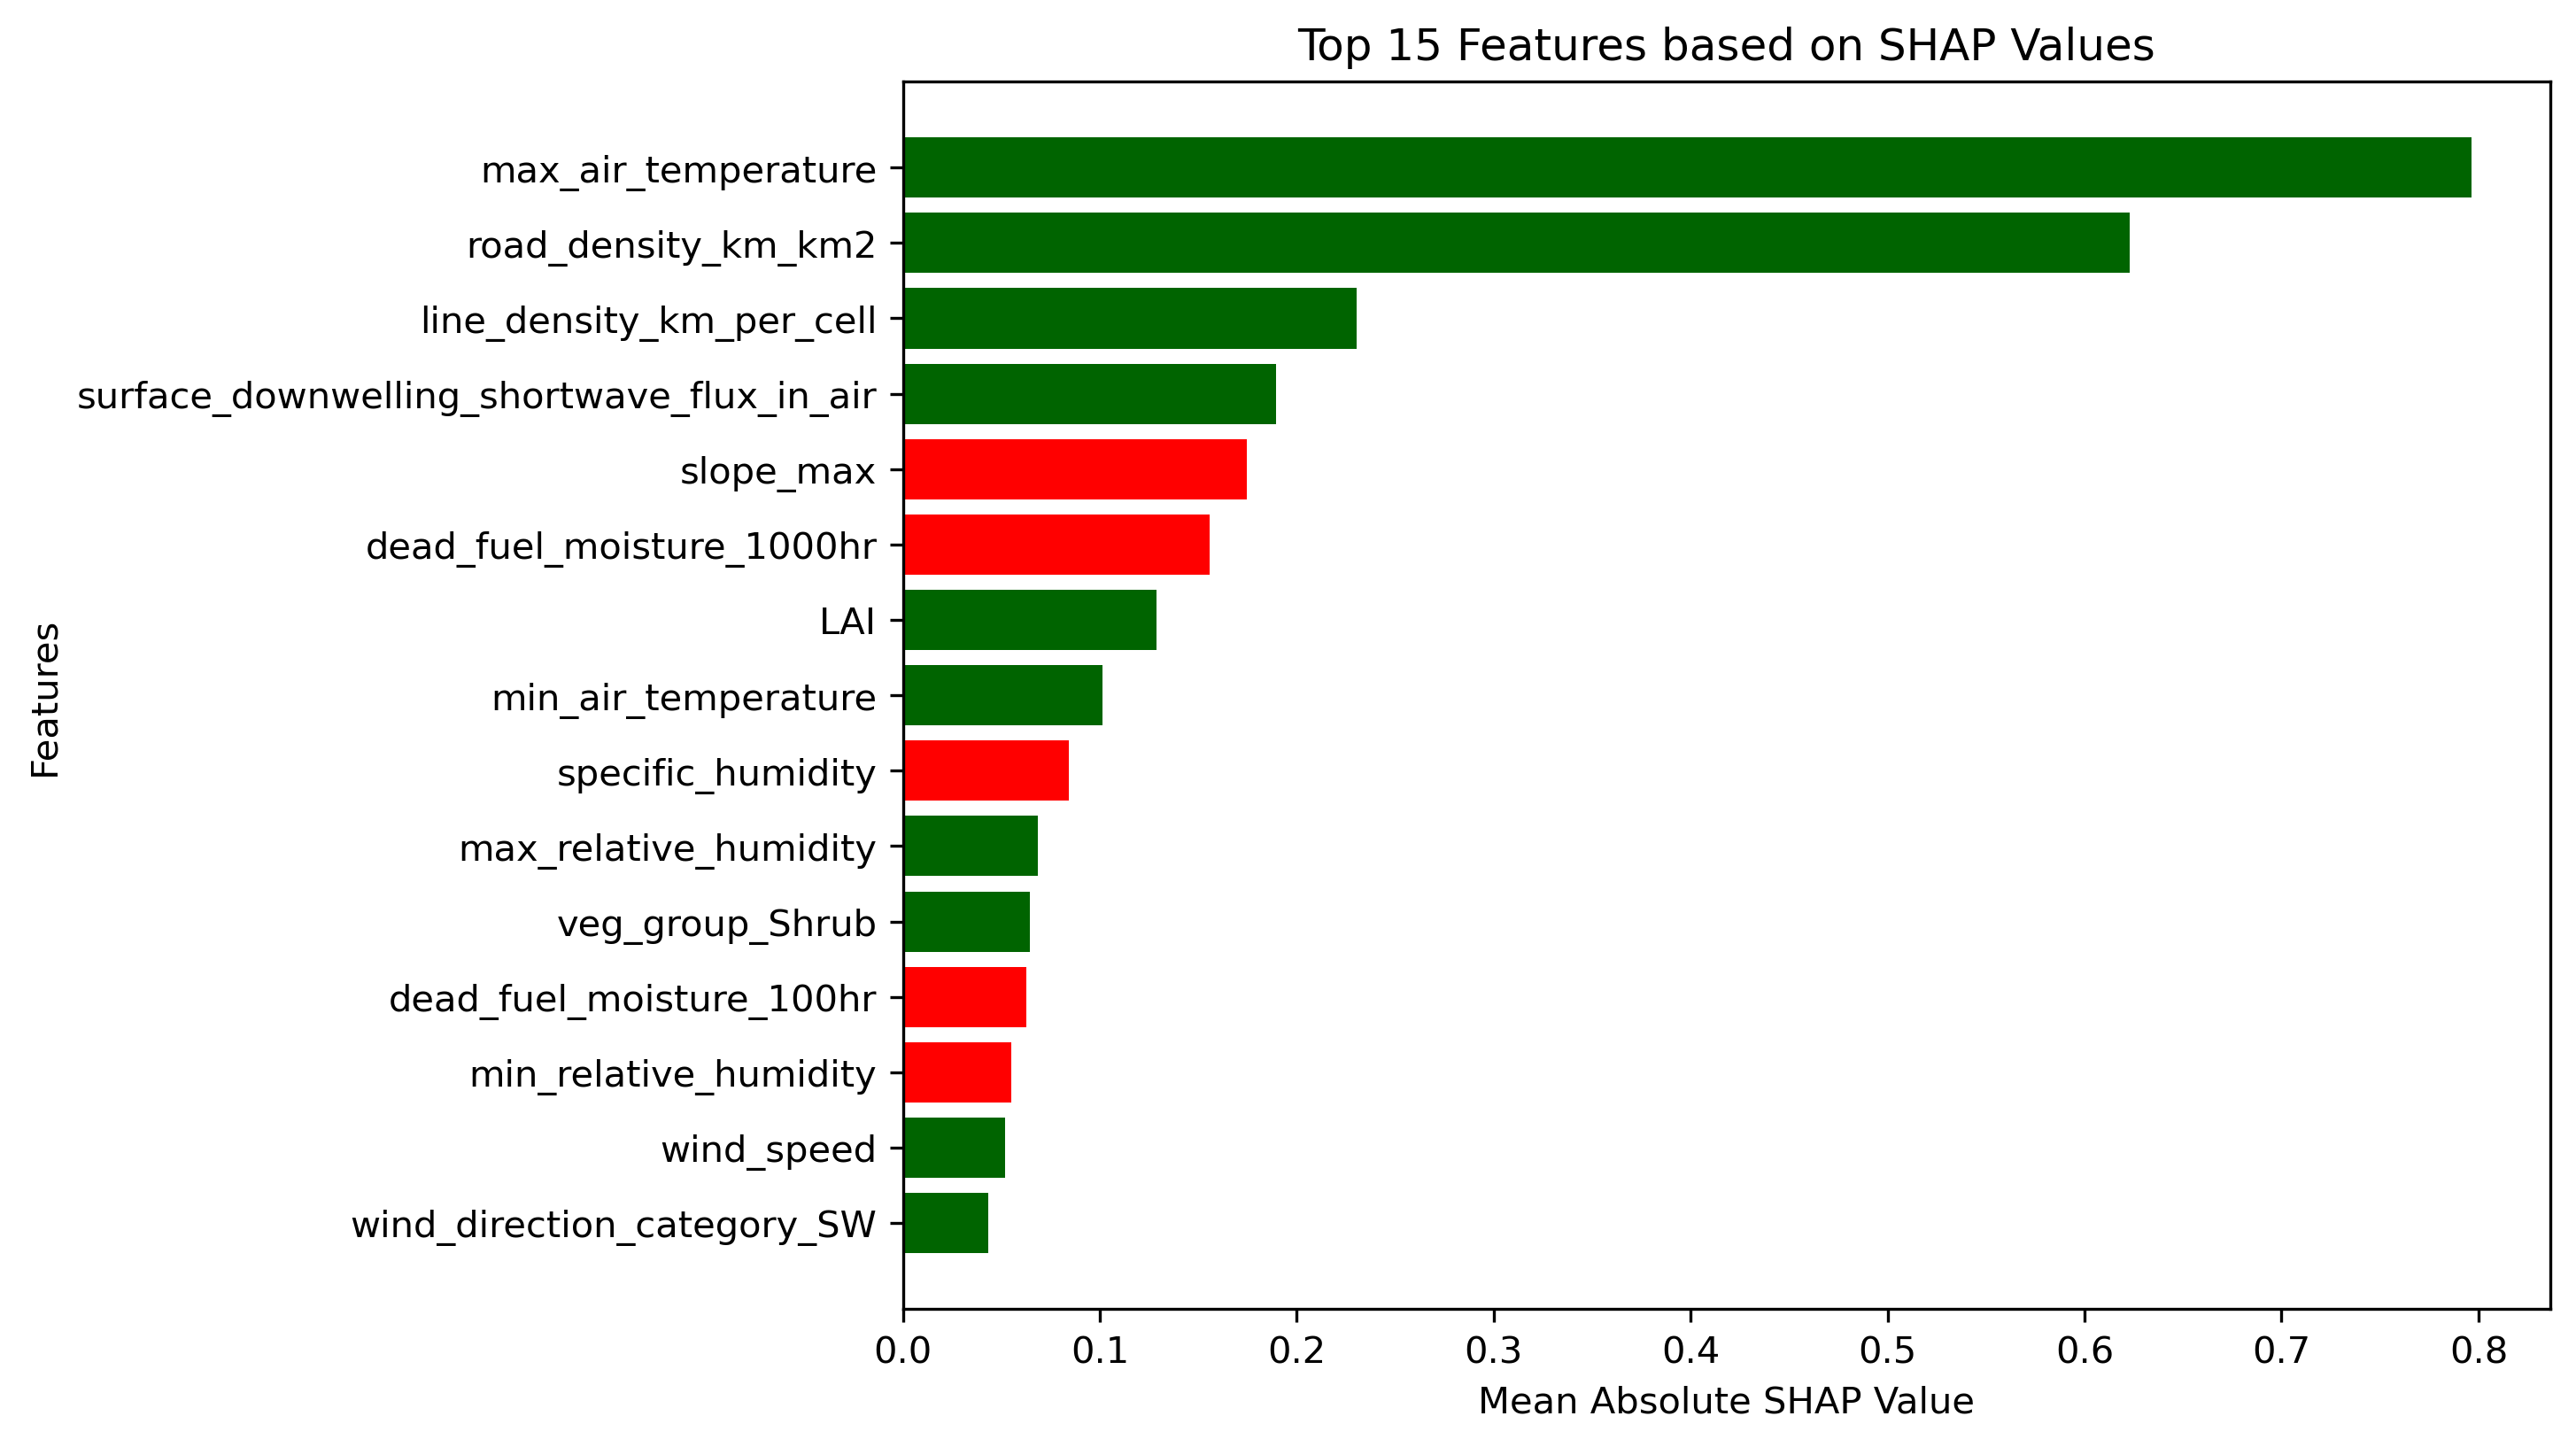 Top 15 Features based on SHAP Values
max_air_temperature
road_density_km_km2
line_density_km_per_cell
surface_downwelling_shortwave_flux_in_air
slope_max
dead_fuel_moisture_1000hr
LAI
min_air_temperature
specific_humidity
max_relative_humidity
veg_group_Shrub
dead_fuel_moisture_100hr
min_relative_humidity
wind_speed
wind_direction_category_SW
Features
0.0 0.1 0.2 0.3 0.4 0.5 0.6 0.7 0.8
Mean Absolute SHAP Value